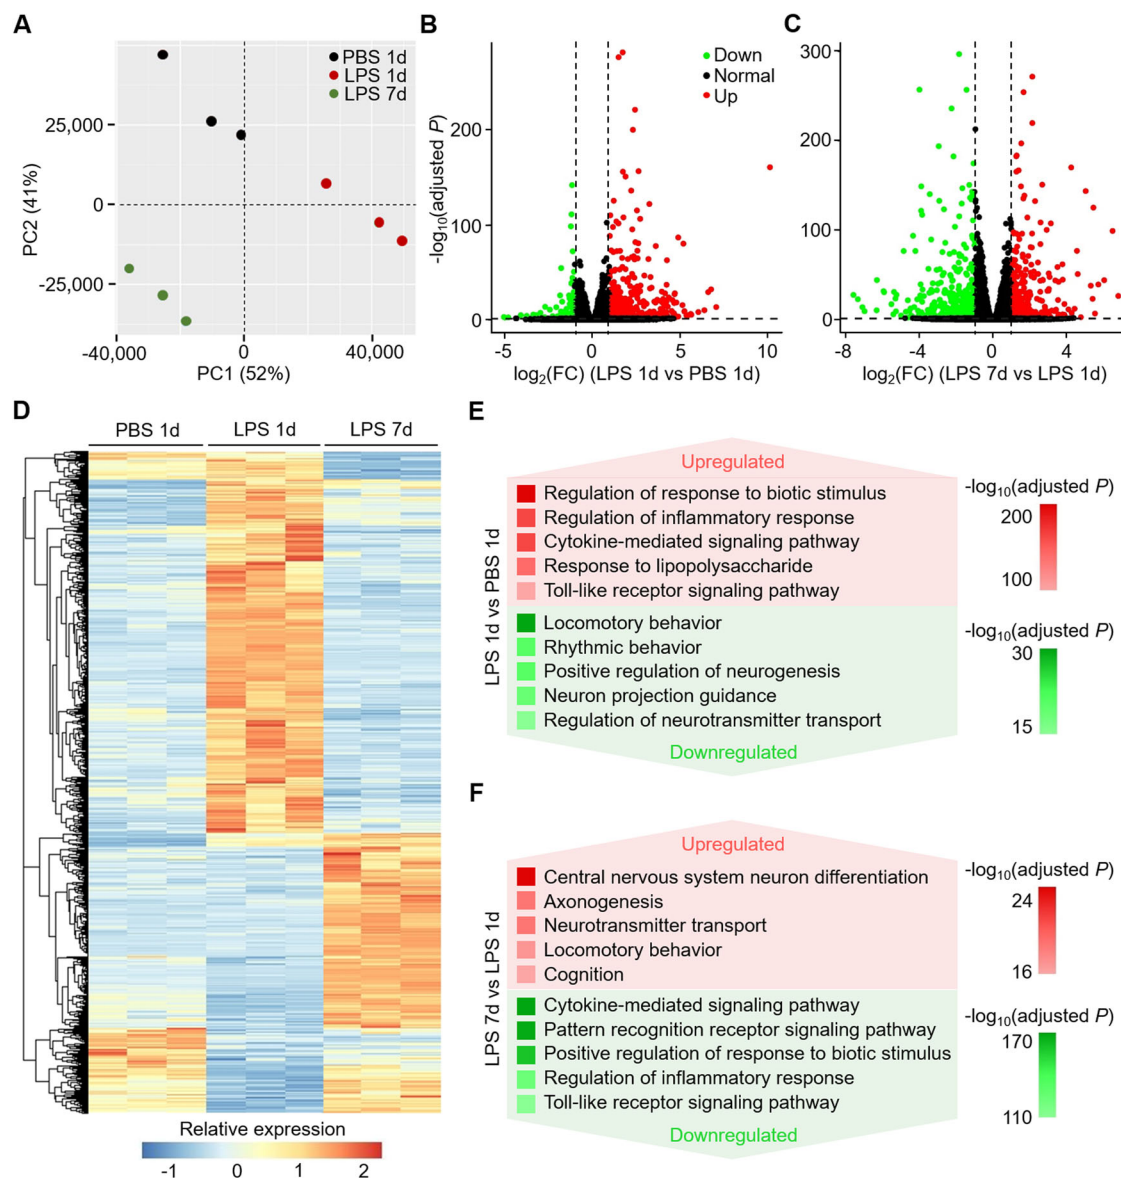 A
PBS 1d
LPS 1d
LPS 7d
25,000
0
-25,000
-40,000
0
40,000
PC2 (41%)
PC1 (52%)
B
Down
Normal
Up
200
100
0
-5
0
5
10
-log10(adjusted P)
log2(FC) (LPS 1d vs PBS 1d)
C
300
200
100
0
-8
-4
0
4
log2(FC) (LPS 7d vs LPS 1d)
D
PBS 1d
LPS 1d
LPS 7d
Relative expression
-1
0
1
2
E
LPS 1d vs PBS 1d
Upregulated
Regulation of response to biotic stimulus
Regulation of inflammatory response
Cytokine-mediated signaling pathway
Response to lipopolysaccharide
Toll-like receptor signaling pathway
Locomotory behavior
Rhythmic behavior
Positive regulation of neurogenesis
Neuron projection guidance
Regulation of neurotransmitter transport
Downregulated
-log10(adjusted P)
200
100
-log10(adjusted P)
30
15
F
LPS 7d vs LPS 1d
Upregulated
Central nervous system neuron differentiation
Axonogenesis
Neurotransmitter transport
Locomotory behavior
Cognition
Cytokine-mediated signaling pathway
Pattern recognition receptor signaling pathway
Positive regulation of response to biotic stimulus
Regulation of inflammatory response
Toll-like receptor signaling pathway
Downregulated
-log10(adjusted P)
24
16
-log10(adjusted P)
170
110